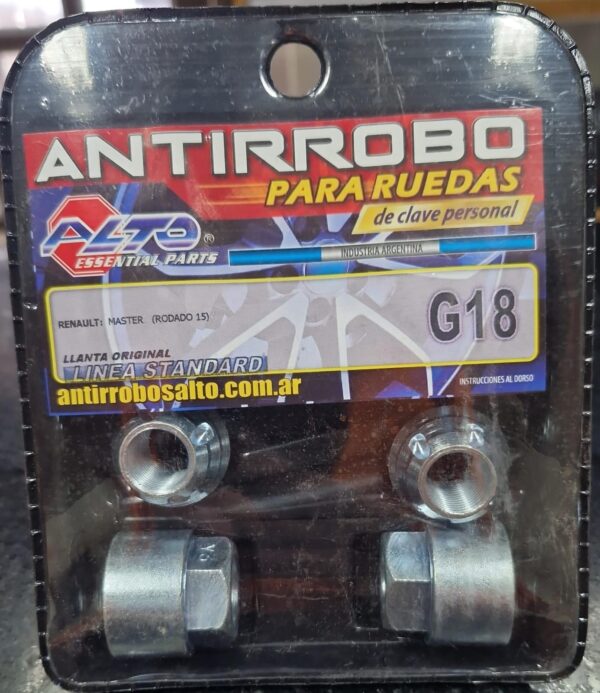 ANTIRROBO
PARA RUEDAS
de clave personal
ALTO®
ESSENTIAL PARTS
INDUSTRIA ARGENTINA
RENAULT: MASTER (RODADO 15)
G18
LLANTA ORIGINAL
LINEA STANDARD
antirrobosalto.com.ar
INSTRUCCIONES AL DORSO